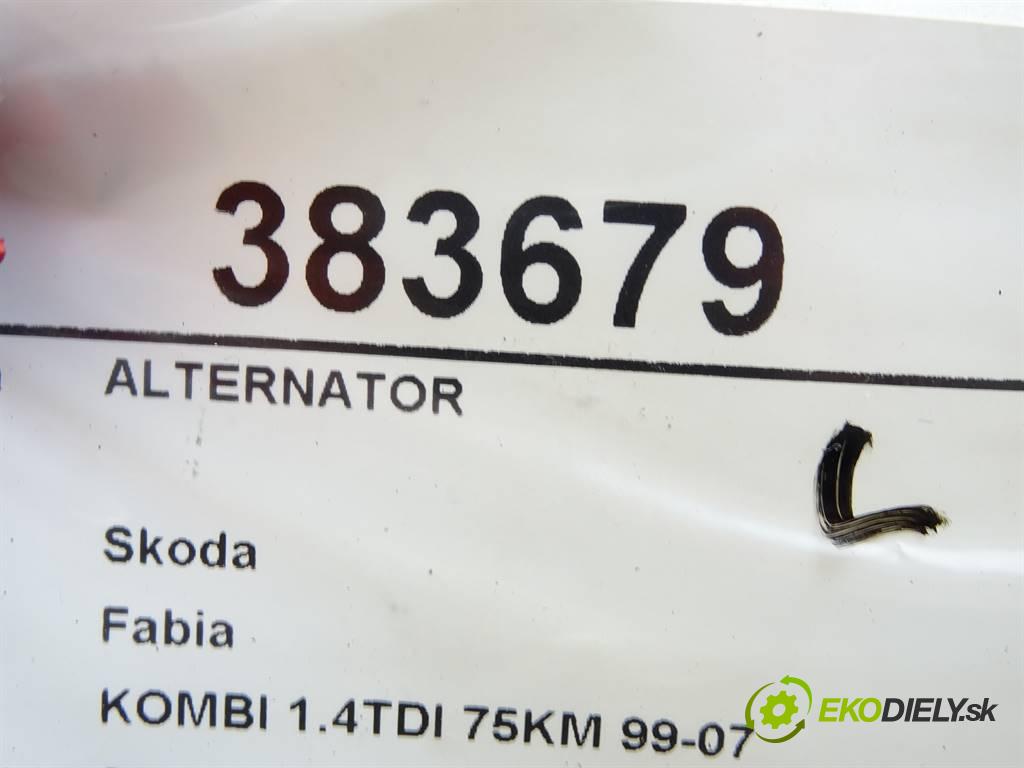 383679
ALTERNATOR
Skoda
Fabia
KOMBI 1.4TDI 75KM 99-07
EKODIELY.sk